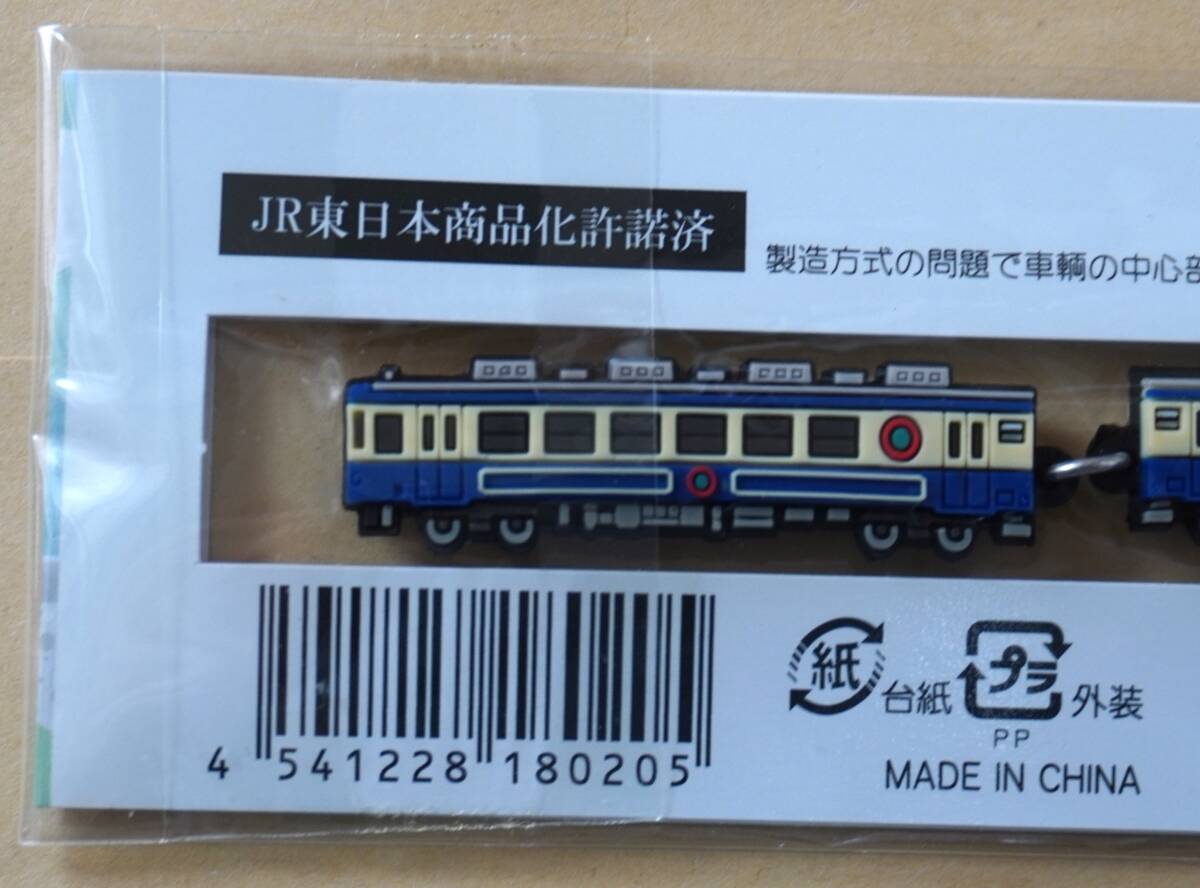 JR東日本商品化許諾済
製造方式の問題で車輌の中心部
4 541228 180205
紙 台紙 プラ 外装
PP
MADE IN CHINA